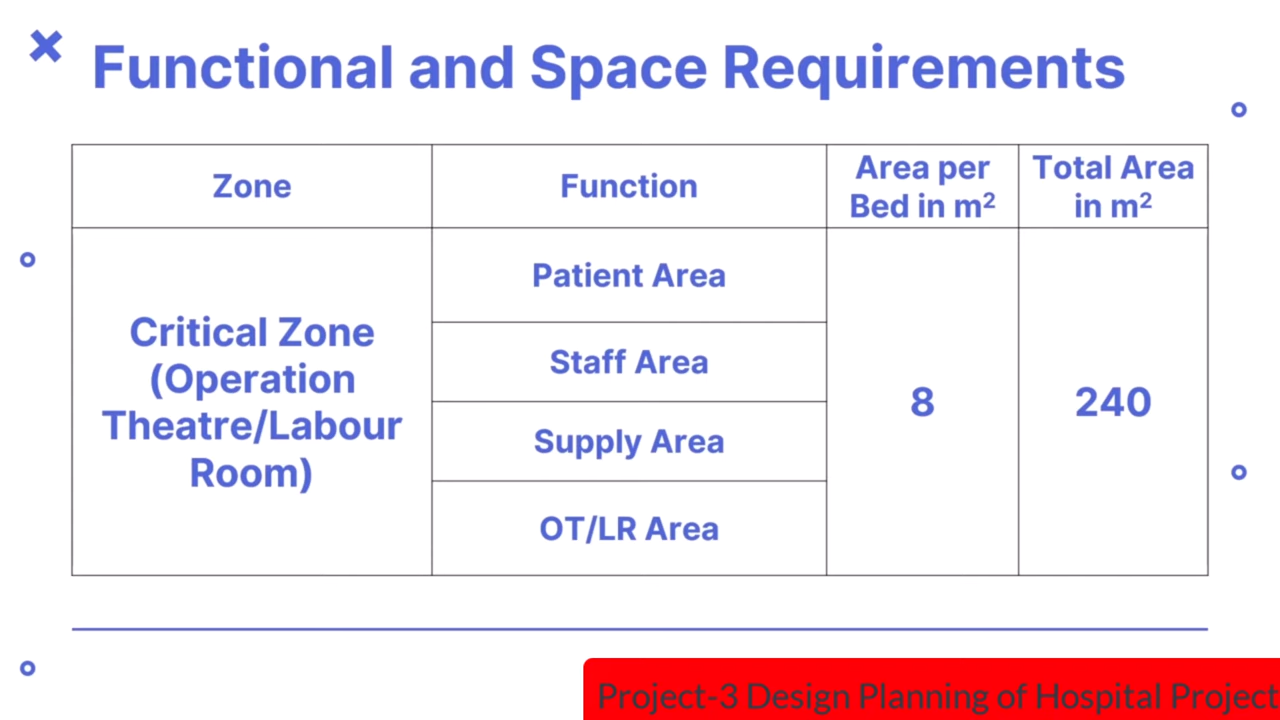 Functional and Space Requirements
Zone
Function
Area per
Bed in m²
Total Area
in m²
Critical Zone
(Operation
Theatre/Labour
Room)
Patient Area
Staff Area
Supply Area
OT/LR Area
8
240
Project-3 Design Planning of Hospital Project